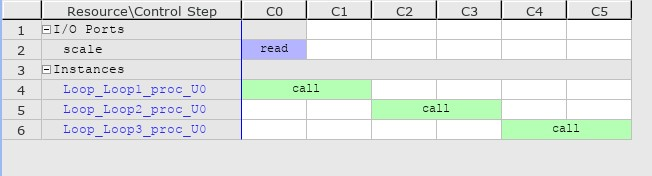 Resource\Control Step C0 C1 C2 C3 C4 C5
1 I/O Ports
2 scale read
3 Instances
4 Loop_Loop1_proc_U0 call
5 Loop_Loop2_proc_U0 call
6 Loop_Loop3_proc_U0 call